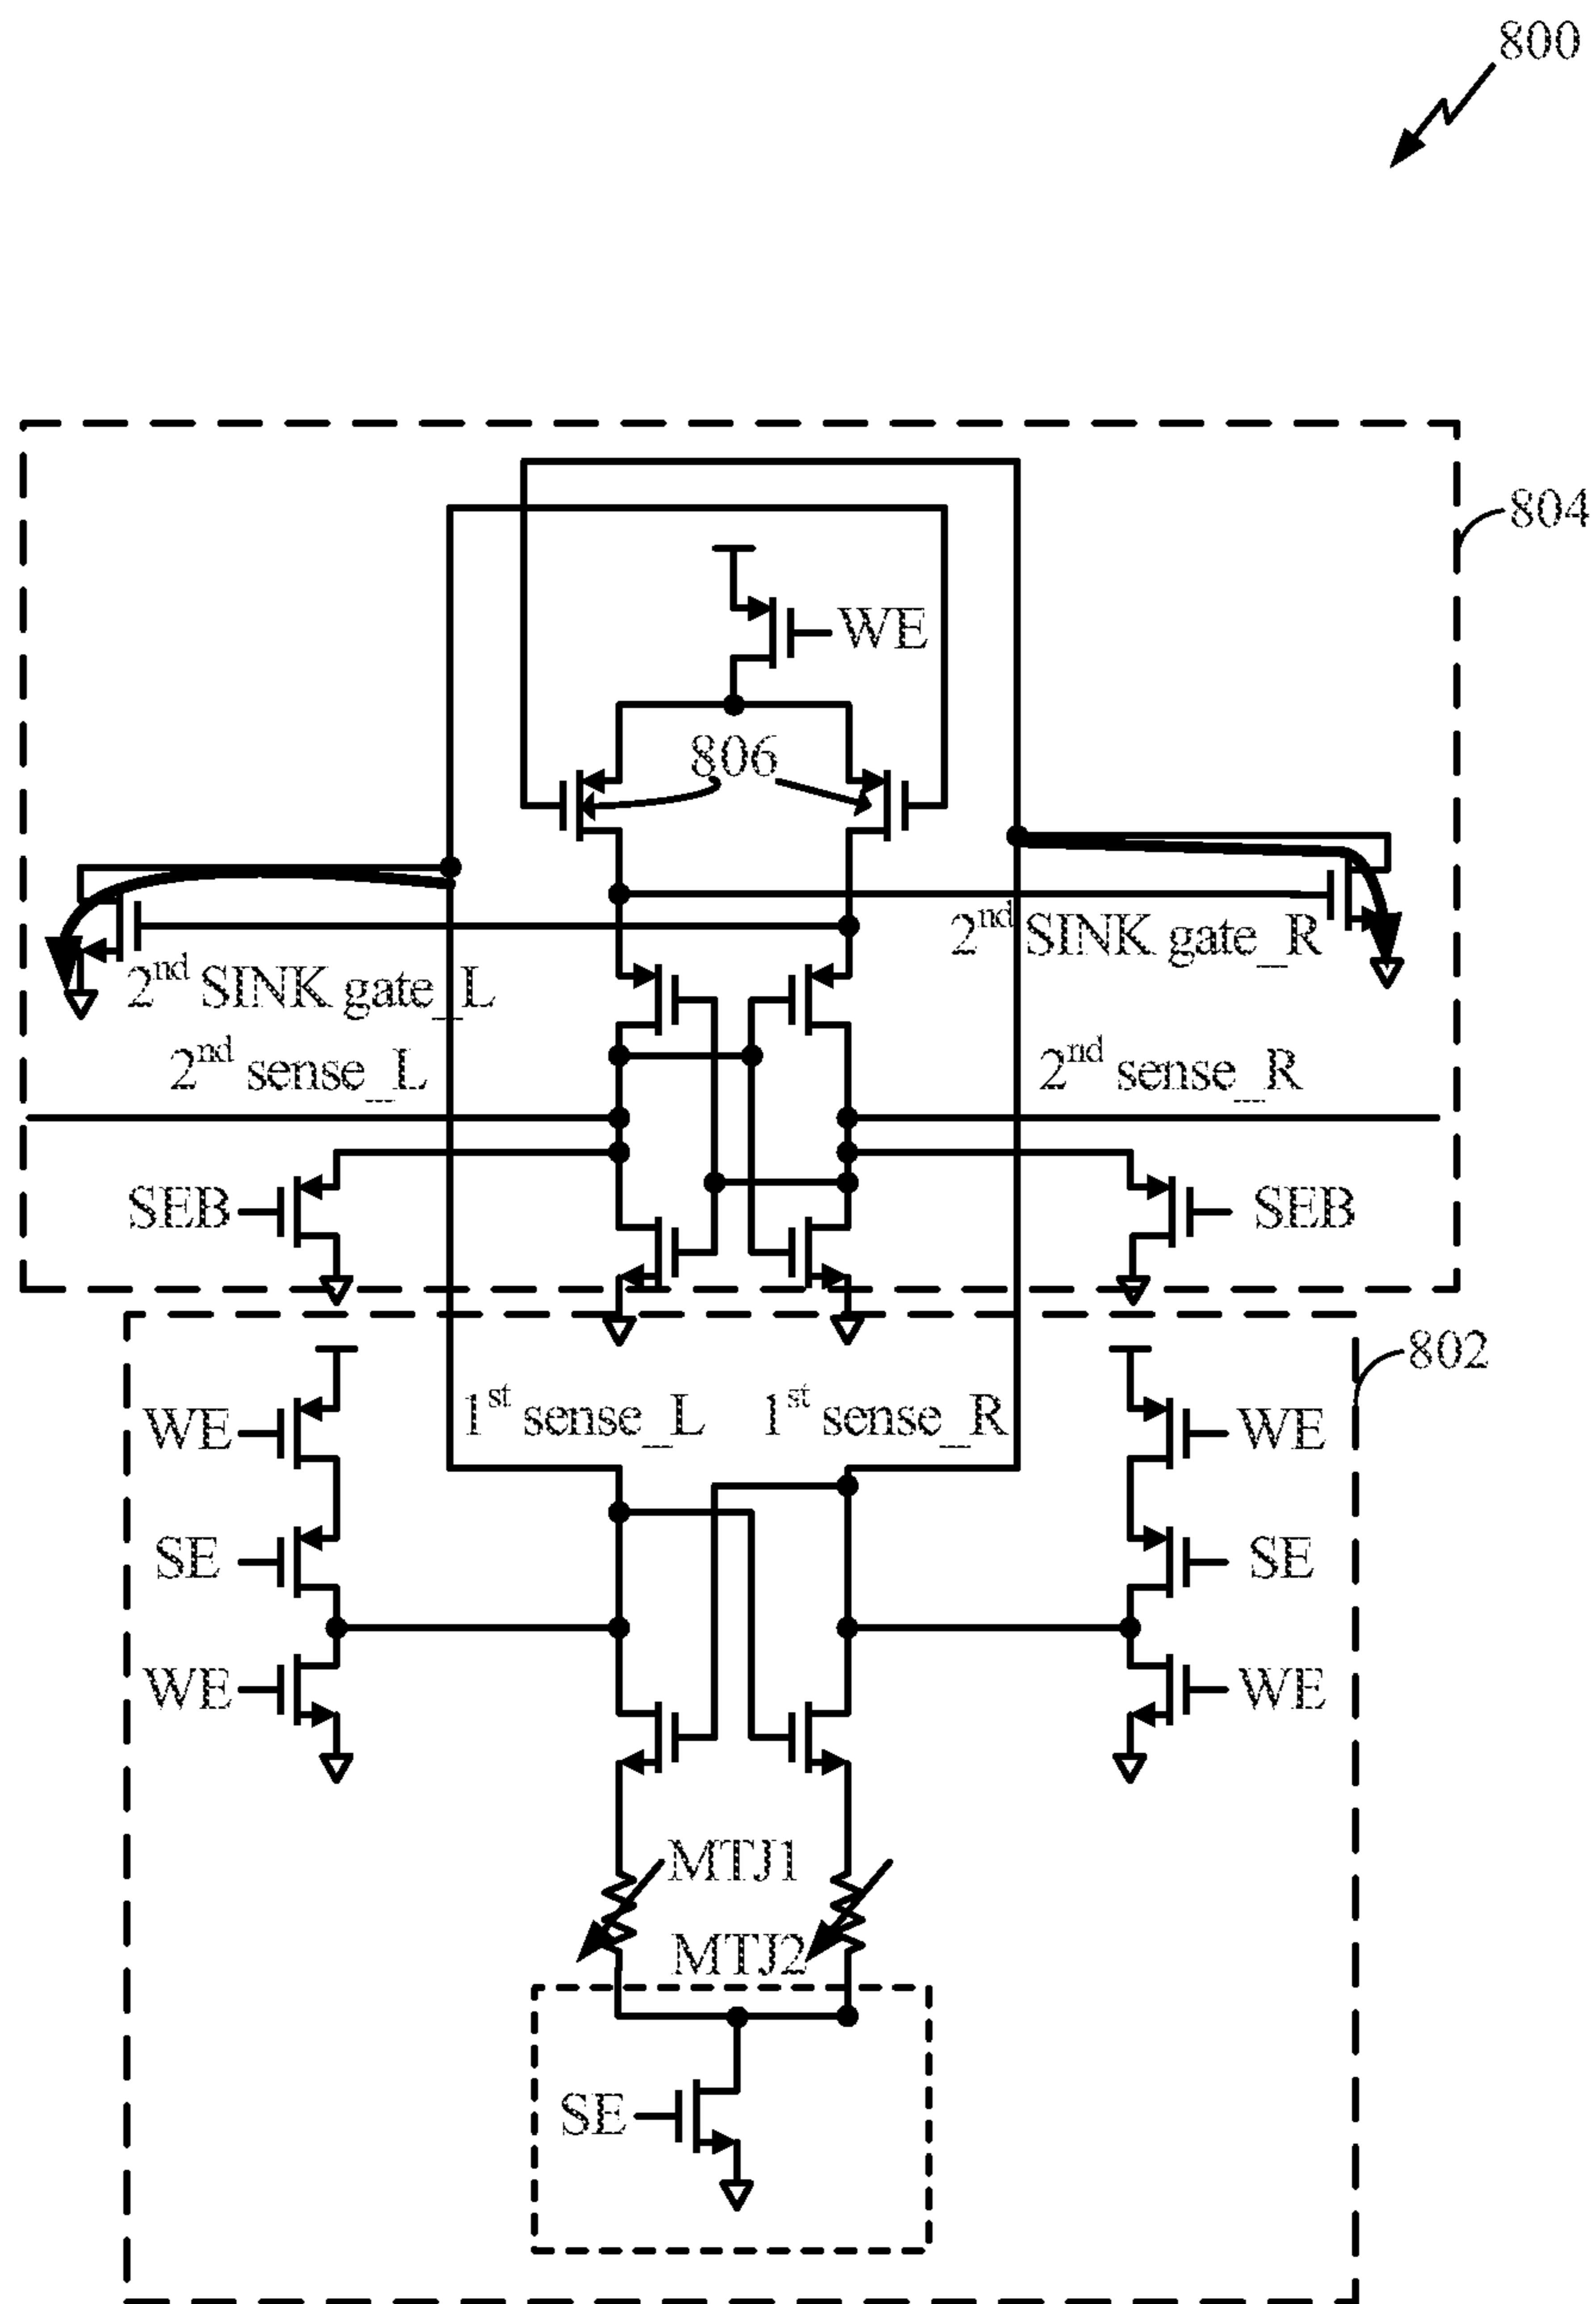 800
804
WE
806
2nd SINK gate_R
2nd SINK gate_L
2nd sense_L
2nd sense_R
SEB
SEB
802
WE
1st sense_L
1st sense_R
WE
SE
SE
WE
WE
MTJ1
MTJ2
SE